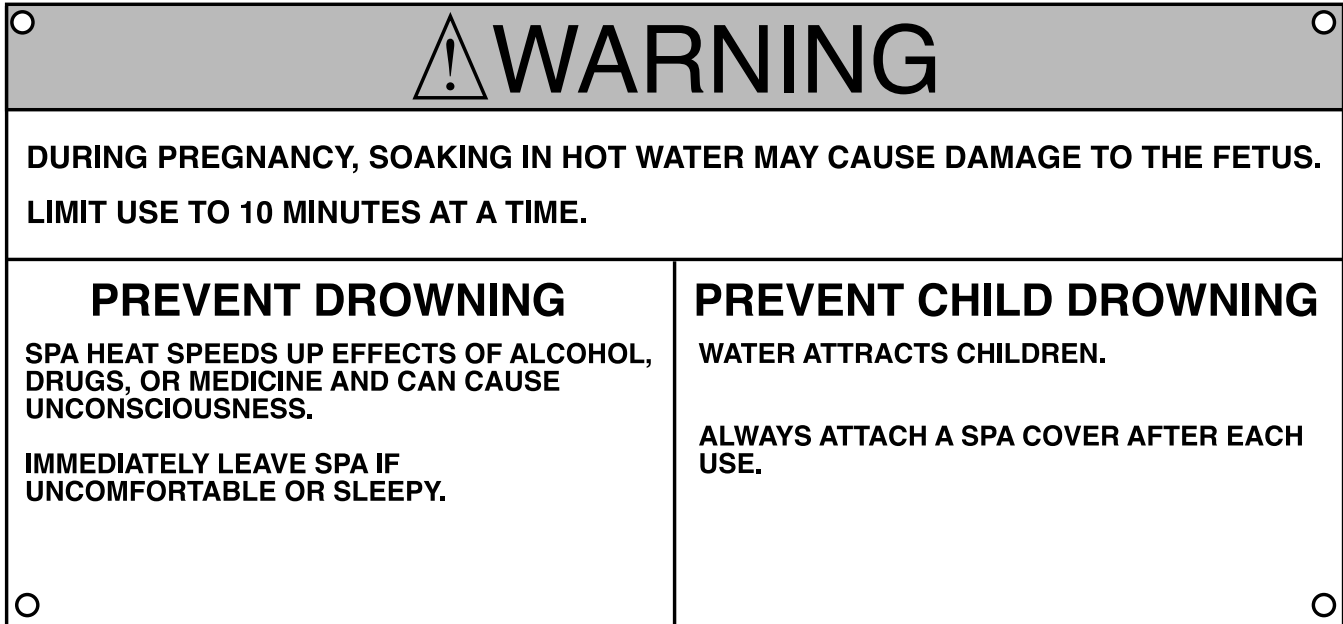 WARNING
DURING PREGNANCY, SOAKING IN HOT WATER MAY CAUSE DAMAGE TO THE FETUS.
LIMIT USE TO 10 MINUTES AT A TIME.
PREVENT DROWNING
SPA HEAT SPEEDS UP EFFECTS OF ALCOHOL,
DRUGS, OR MEDICINE AND CAN CAUSE
UNCONSCIOUSNESS.
IMMEDIATELY LEAVE SPA IF
UNCOMFORTABLE OR SLEEPY.
PREVENT CHILD DROWNING
WATER ATTRACTS CHILDREN.
ALWAYS ATTACH A SPA COVER AFTER EACH
USE.